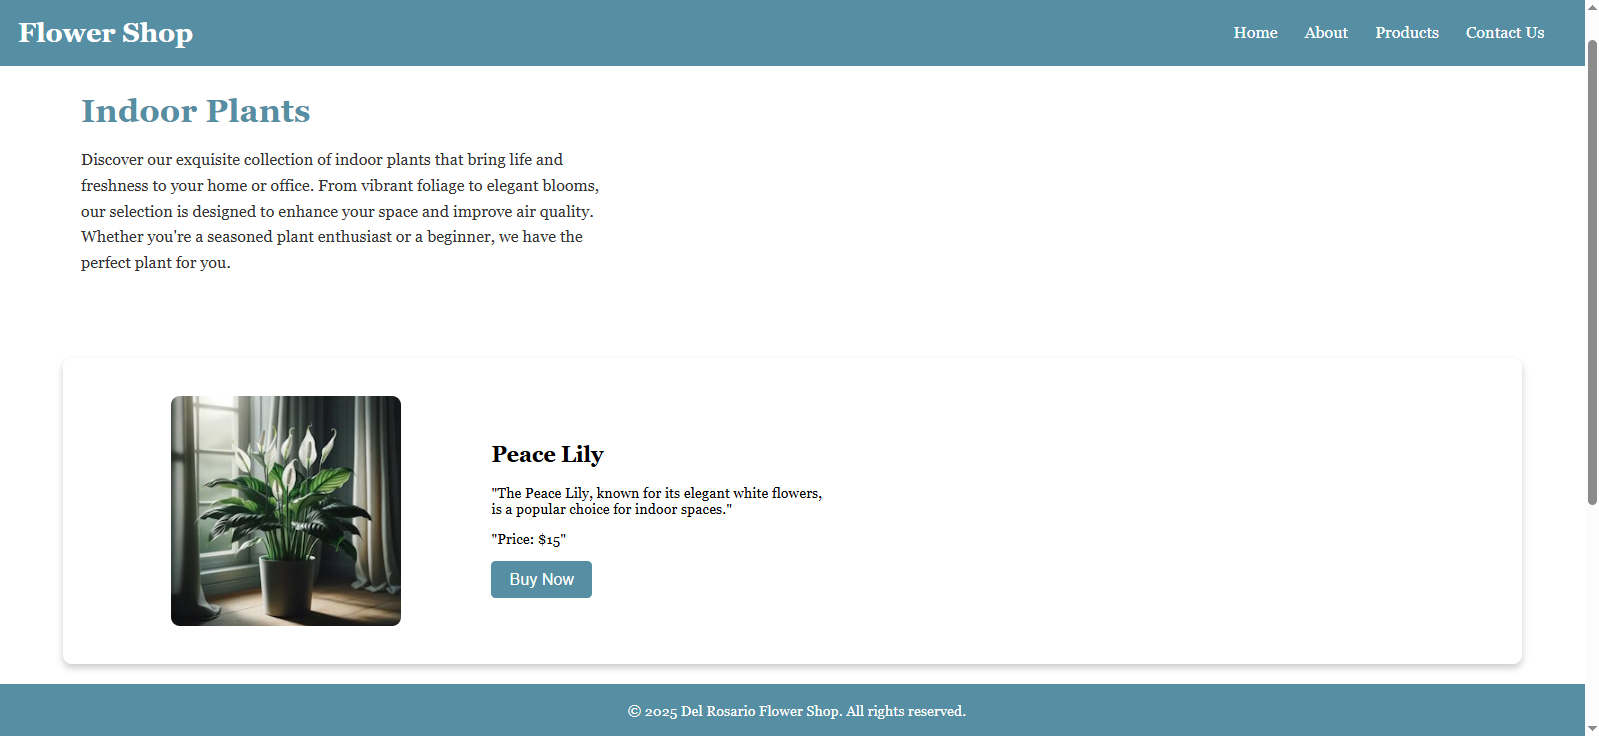 Flower Shop
Home About Products Contact Us
Indoor Plants
Discover our exquisite collection of indoor plants that bring life and
freshness to your home or office. From vibrant foliage to elegant blooms,
our selection is designed to enhance your space and improve air quality.
Whether you're a seasoned plant enthusiast or a beginner, we have the
perfect plant for you.
Peace Lily
"The Peace Lily, known for its elegant white flowers,
is a popular choice for indoor spaces."
"Price: $15"
Buy Now
© 2025 Del Rosario Flower Shop. All rights reserved.